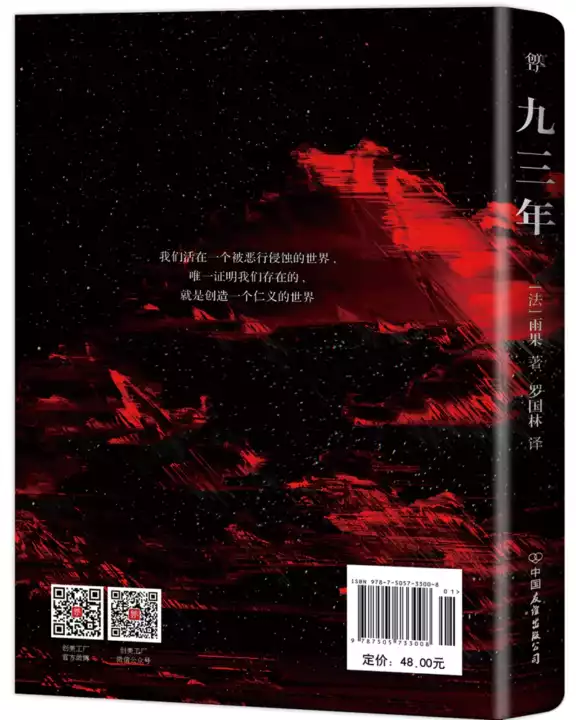 九三年
[法]雨果 著
罗国林 译
中国友谊出版公司
我们活在一个被恶行侵蚀的世界，
唯一证明我们存在的，
就是创造一个仁义的世界
ISBN 978-7-5057-3300-8
01>
9787505733008
定价：48.00元
创美工厂
官方微博
创美工厂
微信公众号